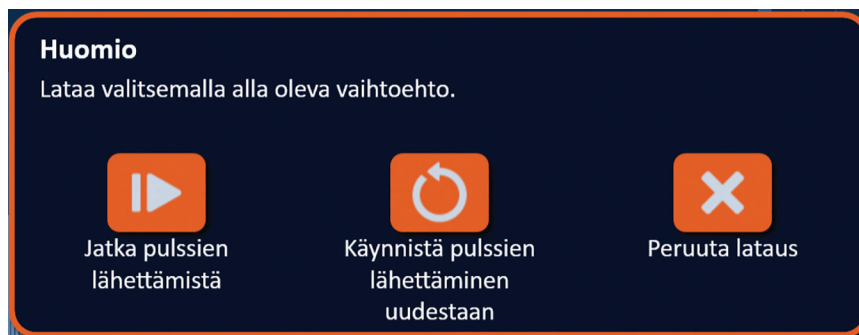 Huomio
Lataa valitsemalla alla oleva vaihtoehto.
Jatka pulssien
lähettämistä
Käynnistä pulssien
lähettäminen
uudestaan
Peruuta lataus